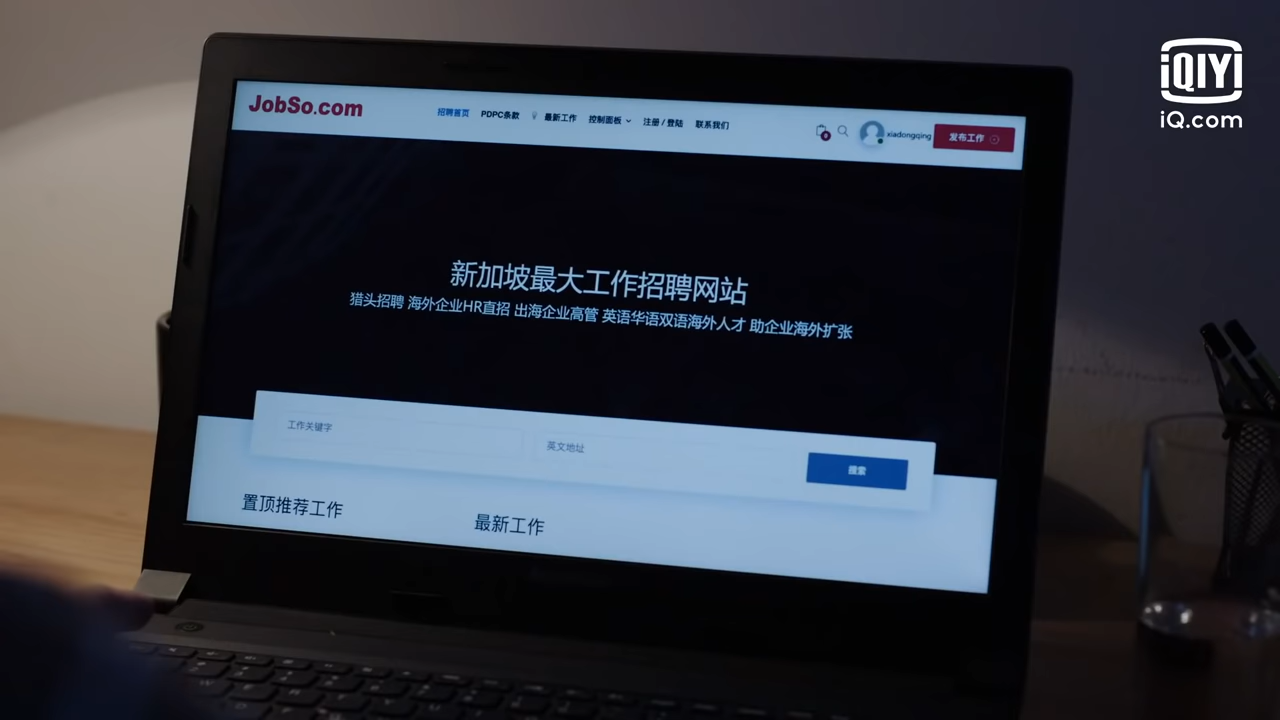 JobSo.com
招聘首页 PDPC条款 最新工作 控制面板 注册 / 登陆 联系我们
0
xiadongqing
发布工作
新加坡最大工作招聘网站
猎头招聘 海外企业HR直招 出海企业高管 英语华语双语海外人才 助企业海外扩张
工作关键字
英文地址
搜索
置顶推荐工作
最新工作
iQIYI
iQ.com